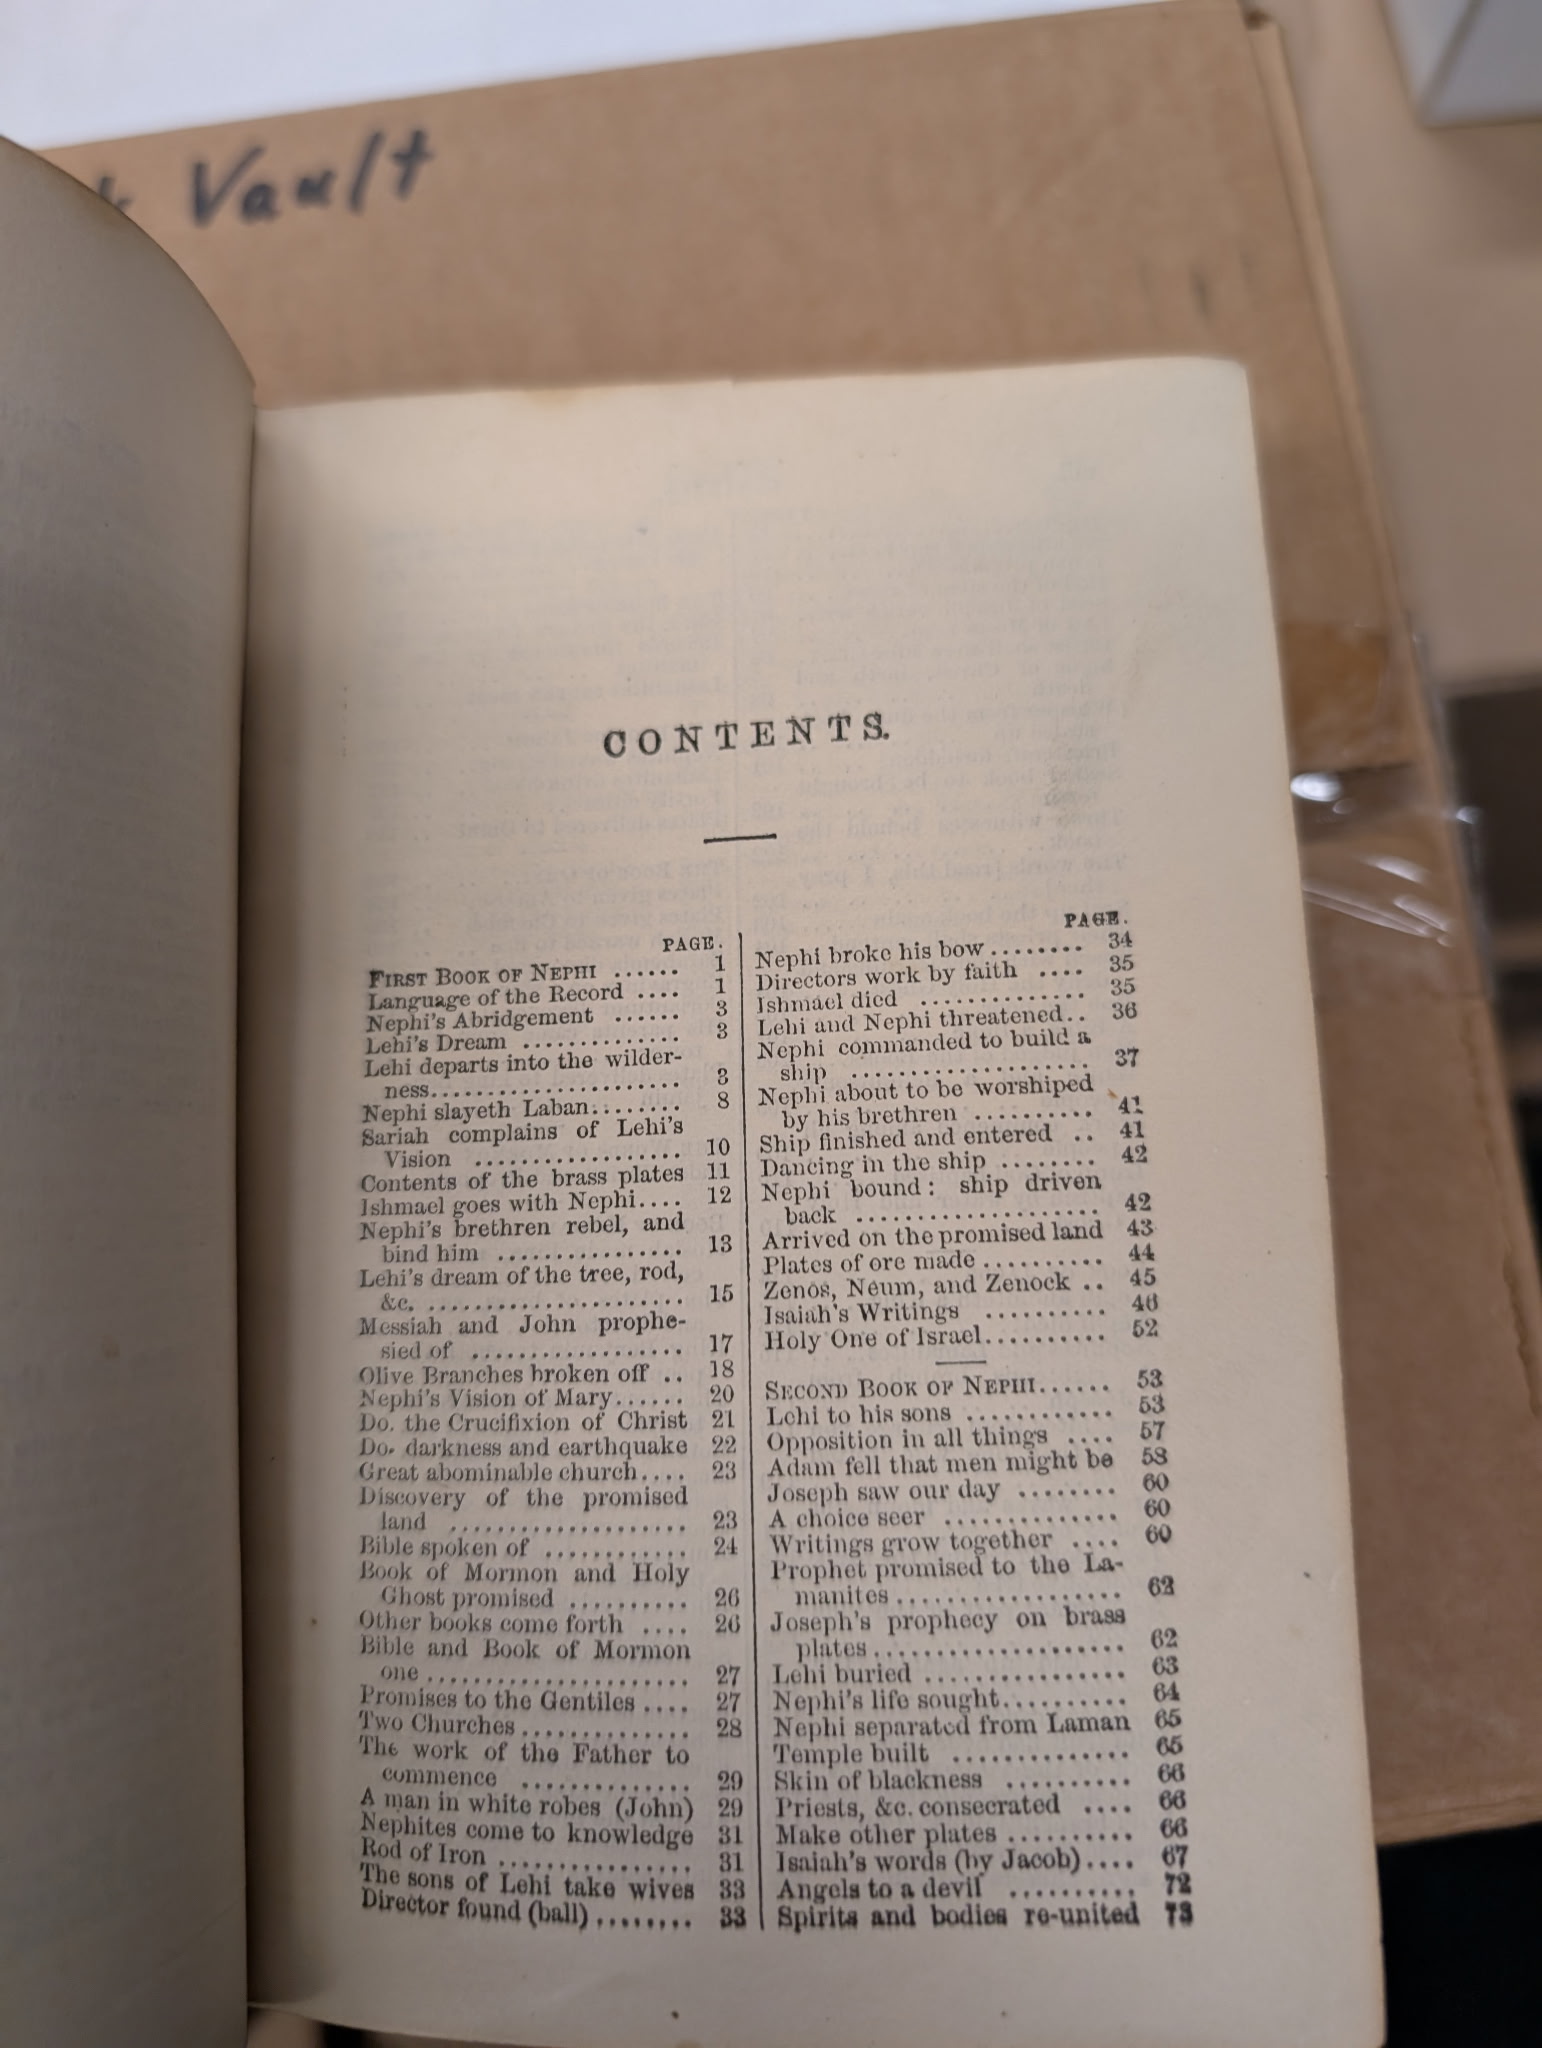 Vault
CONTENTS.
PAGE.
FIRST BOOK OF NEPHI ...... 1
Language of the Record .... 1
Nephi's Abridgement ...... 3
Lehi's Dream .............. 3
Lehi departs into the wilder-
ness...................... 3
Nephi slayeth Laban........ 8
Sariah complains of Lehi's
Vision .................. 10
Contents of the brass plates 11
Ishmael goes with Nephi.... 12
Nephi's brethren rebel, and
bind him ................ 13
Lehi's dream of the tree, rod,
&c. ...................... 15
Messiah and John prophe-
sied of .................. 17
Olive Branches broken off .. 18
Nephi's Vision of Mary...... 20
Do. the Crucifixion of Christ 21
Do. darkness and earthquake 22
Great abominable church.... 23
Discovery of the promised
land .................... 23
Bible spoken of ............ 24
Book of Mormon and Holy
Ghost promised .......... 26
Other books come forth .... 26
Bible and Book of Mormon
one ...................... 27
Promises to the Gentiles .... 27
Two Churches .............. 28
The work of the Father to
commence .............. 29
A man in white robes (John) 29
Nephites come to knowledge 31
Rod of Iron ................ 31
The sons of Lehi take wives 33
Director found (ball) ........ 33
PAGE.
Nephi broke his bow ........ 34
Directors work by faith .... 35
Ishmael died .............. 35
Lehi and Nephi threatened.. 36
Nephi commanded to build a
ship .................... 37
Nephi about to be worshiped
by his brethren .......... 41
Ship finished and entered .. 41
Dancing in the ship ........ 42
Nephi bound: ship driven
back .................... 42
Arrived on the promised land 43
Plates of ore made .......... 44
Zenos, Neum, and Zenock .. 45
Isaiah's Writings .......... 46
Holy One of Israel.......... 52
SECOND BOOK OF NEPHI...... 53
Lehi to his sons ............ 53
Opposition in all things .... 57
Adam fell that men might be 58
Joseph saw our day ........ 60
A choice seer .............. 60
Writings grow together .... 60
Prophet promised to the La-
manites .................. 62
Joseph's prophecy on brass
plates .................... 62
Lehi buried ................ 63
Nephi's life sought.......... 64
Nephi separated from Laman 65
Temple built .............. 65
Skin of blackness .......... 66
Priests, &c. consecrated .... 66
Make other plates .......... 66
Isaiah's words (by Jacob).... 67
Angels to a devil .......... 72
Spirits and bodies re-united 73